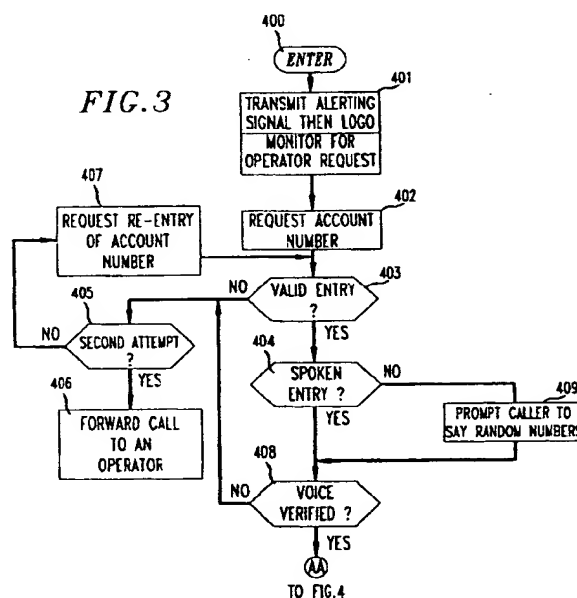 400
ENTER
FIG.3
401
TRANSMIT ALERTING
SIGNAL THEN LOGO
MONITOR FOR
OPERATOR REQUEST
407
REQUEST RE-ENTRY
OF ACCOUNT
NUMBER
402
REQUEST ACCOUNT
NUMBER
403
NO
VALID ENTRY
?
YES
405
NO
SECOND ATTEMPT
?
YES
404
SPOKEN
ENTRY ?
NO
YES
409
PROMPT CALLER TO
SAY RANDOM NUMBERS
406
FORWARD CALL
TO AN
OPERATOR
408
NO
VOICE
VERIFIED ?
YES
AA
TO FIG.4